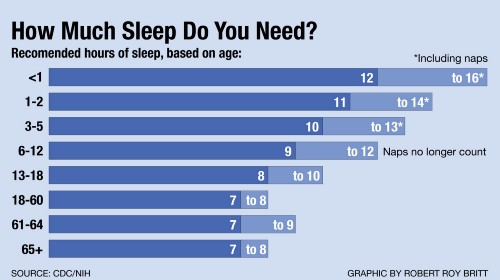 How Much Sleep Do You Need?
Recomended hours of sleep, based on age:
*Including naps
<1 12 to 16*
1-2 11 to 14*
3-5 10 to 13*
6-12 9 to 12 Naps no longer count
13-18 8 to 10
18-60 7 to 8
61-64 7 to 9
65+ 7 to 8
SOURCE: CDC/NIH GRAPHIC BY ROBERT ROY BRITT